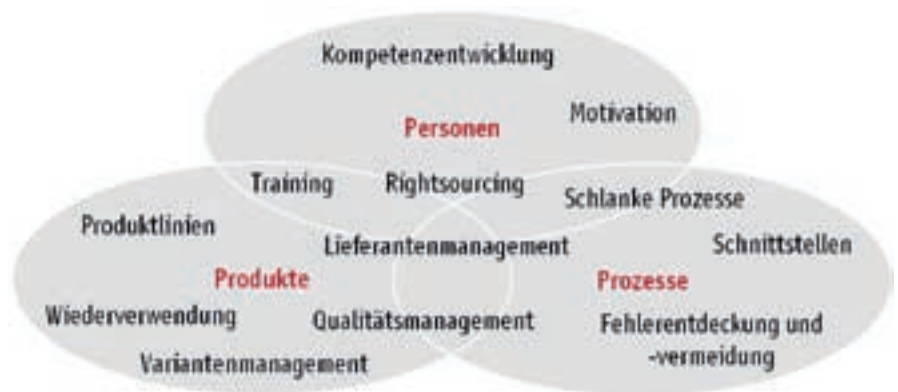 Kompetenzentwicklung
Motivation
Personen
Training
Rightsourcing
Schlanke Prozesse
Produktlinien
Lieferantenmanagement
Schnittstellen
Produkte
Prozesse
Wiederverwendung
Qualitätsmanagement
Fehlerentdeckung und
-vermeidung
Variantenmanagement